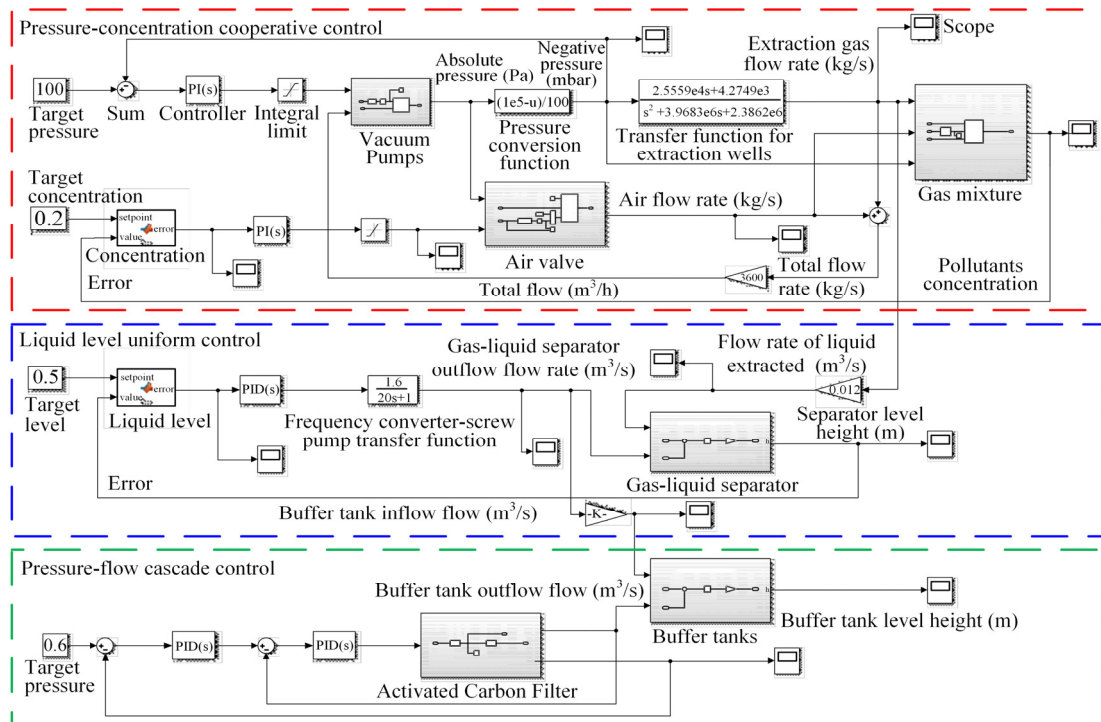 Pressure-concentration cooperative control
Scope
Extraction gas
flow rate (kg/s)
Negative
pressure
(mbar)
Absolute
pressure (Pa)
100
Target
pressure
Sum
PI(s)
Controller
Integral
limit
Vacuum
Pumps
(1e5-u)/100
Pressure
conversion
function
2.5559e4s+4.2749e3
s² +3.9683e6s+2.3862e6
Transfer function for
extraction wells
Gas mixture
Target
concentration
0.2
setpoint
value
error
Concentration
Error
PI(s)
Air valve
Air flow rate (kg/s)
3600
Total flow
rate (kg/s)
Total flow (m³/h)
Pollutants
concentration
Liquid level uniform control
0.5
Target
level
setpoint
value
error
Liquid level
Error
PID(s)
1.6
20s+1
Frequency converter-screw
pump transfer function
Gas-liquid separator
outflow flow rate (m³/s)
Flow rate of liquid
extracted (m³/s)
0.012
Separator level
height (m)
h
Gas-liquid separator
Buffer tank inflow flow (m³/s)
-K-
Pressure-flow cascade control
0.6
Target
pressure
PID(s)
PID(s)
Activated Carbon Filter
Buffer tank outflow flow (m³/s)
h
Buffer tanks
Buffer tank level height (m)